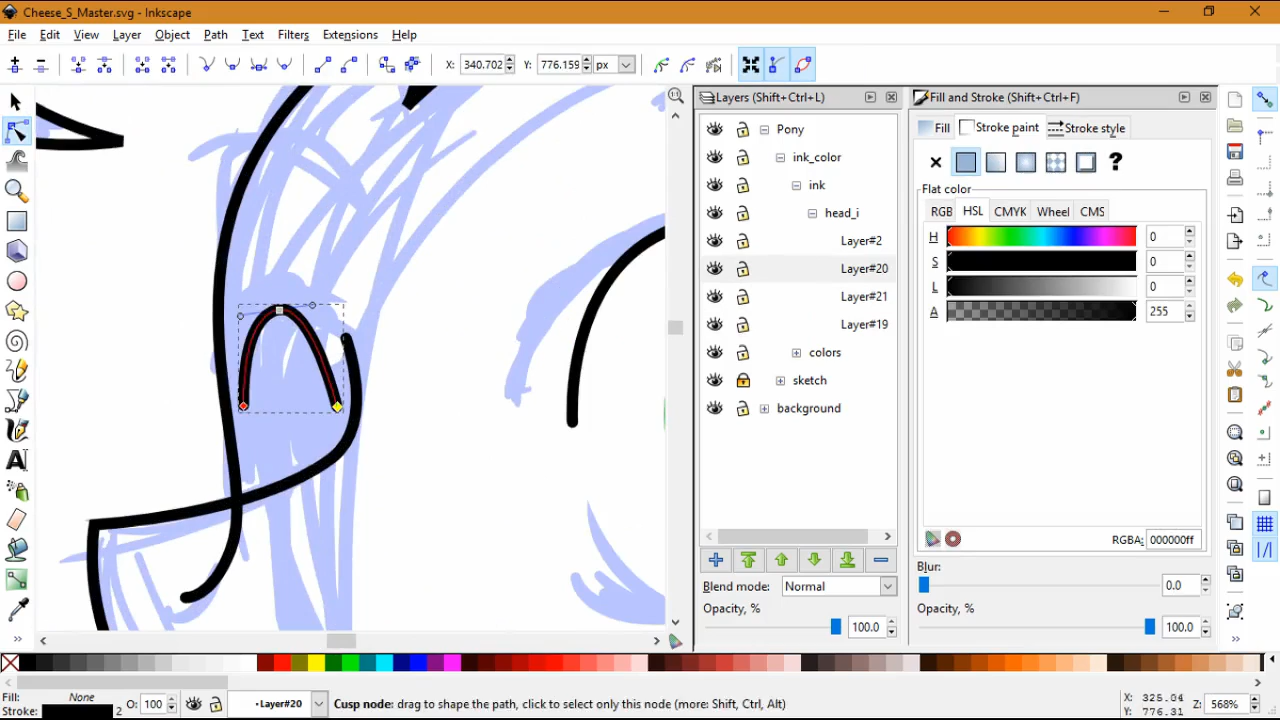 Cheese_S_Master.svg - Inkscape
File Edit View Layer Object Path Text Filters Extensions Help
X: 340.702 Y: 776.159 px
Layers (Shift+Ctrl+L)
Fill and Stroke (Shift+Ctrl+F)
Pony
ink_color
ink
head_i
Layer#2
Layer#20
Layer#21
Layer#19
colors
sketch
background
Blend mode: Normal
Opacity, % 100.0
Fill Stroke paint Stroke style
?
Flat color
RGB HSL CMYK Wheel CMS
H 0
S 0
L 0
A 255
RGBA: 000000ff
Blur:
0.0
Opacity, %
100.0
Fill: None
Stroke: 2
O: 100
•Layer#20
Cusp node: drag to shape the path, click to select only this node (more: Shift, Ctrl, Alt)
X: 325.04
Y: 776.31
Z: 568%